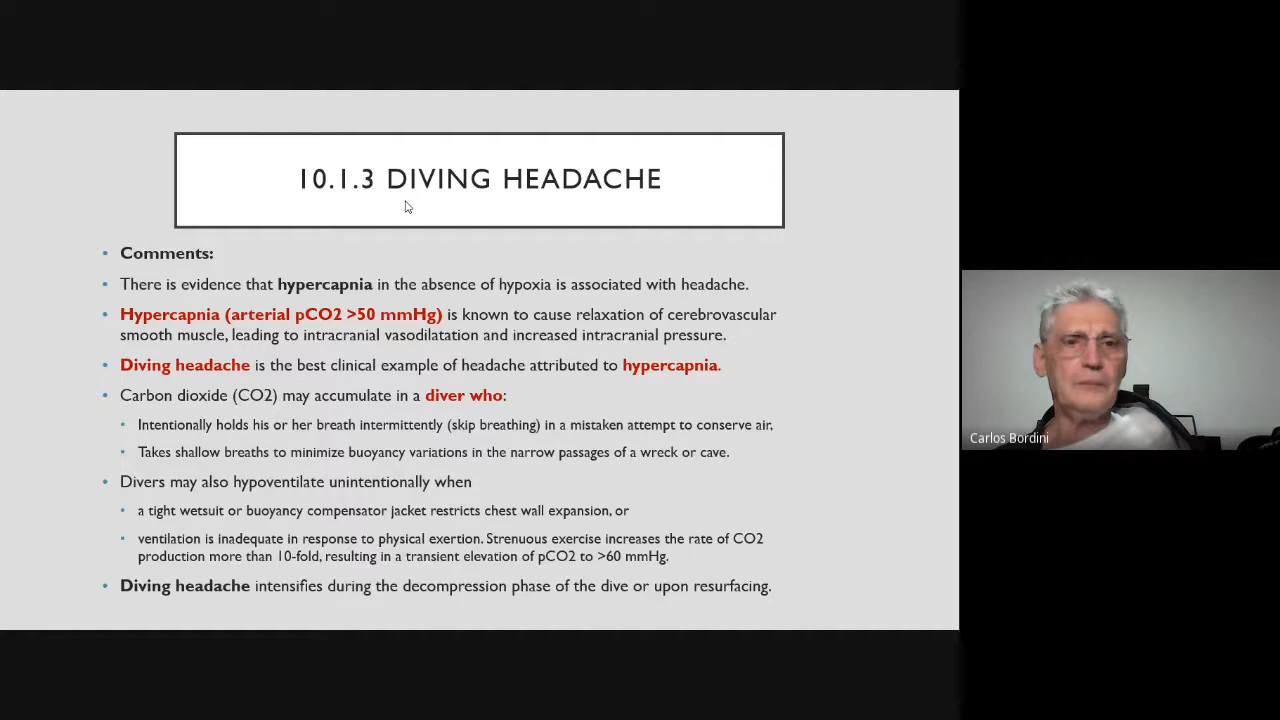 10.1.3 DIVING HEADACHE
• Comments:
• There is evidence that hypercapnia in the absence of hypoxia is associated with headache.
• Hypercapnia (arterial pCO2 >50 mmHg) is known to cause relaxation of cerebrovascular
smooth muscle, leading to intracranial vasodilatation and increased intracranial pressure.
• Diving headache is the best clinical example of headache attributed to hypercapnia.
• Carbon dioxide (CO2) may accumulate in a diver who:
• Intentionally holds his or her breath intermittently (skip breathing) in a mistaken attempt to conserve air,
• Takes shallow breaths to minimize buoyancy variations in the narrow passages of a wreck or cave.
• Divers may also hypoventilate unintentionally when
• a tight wetsuit or buoyancy compensator jacket restricts chest wall expansion, or
• ventilation is inadequate in response to physical exertion. Strenuous exercise increases the rate of CO2
production more than 10-fold, resulting in a transient elevation of pCO2 to >60 mmHg.
• Diving headache intensifies during the decompression phase of the dive or upon resurfacing.
Carlos Bordini